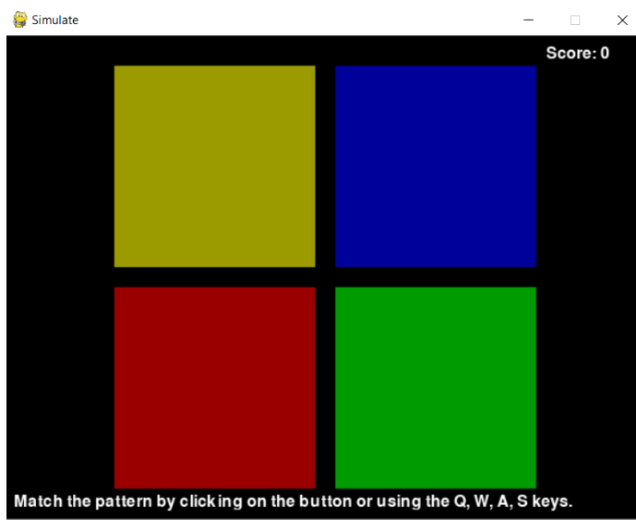 Simulate
Score: 0
Match the pattern by clicking on the button or using the Q, W, A, S keys.